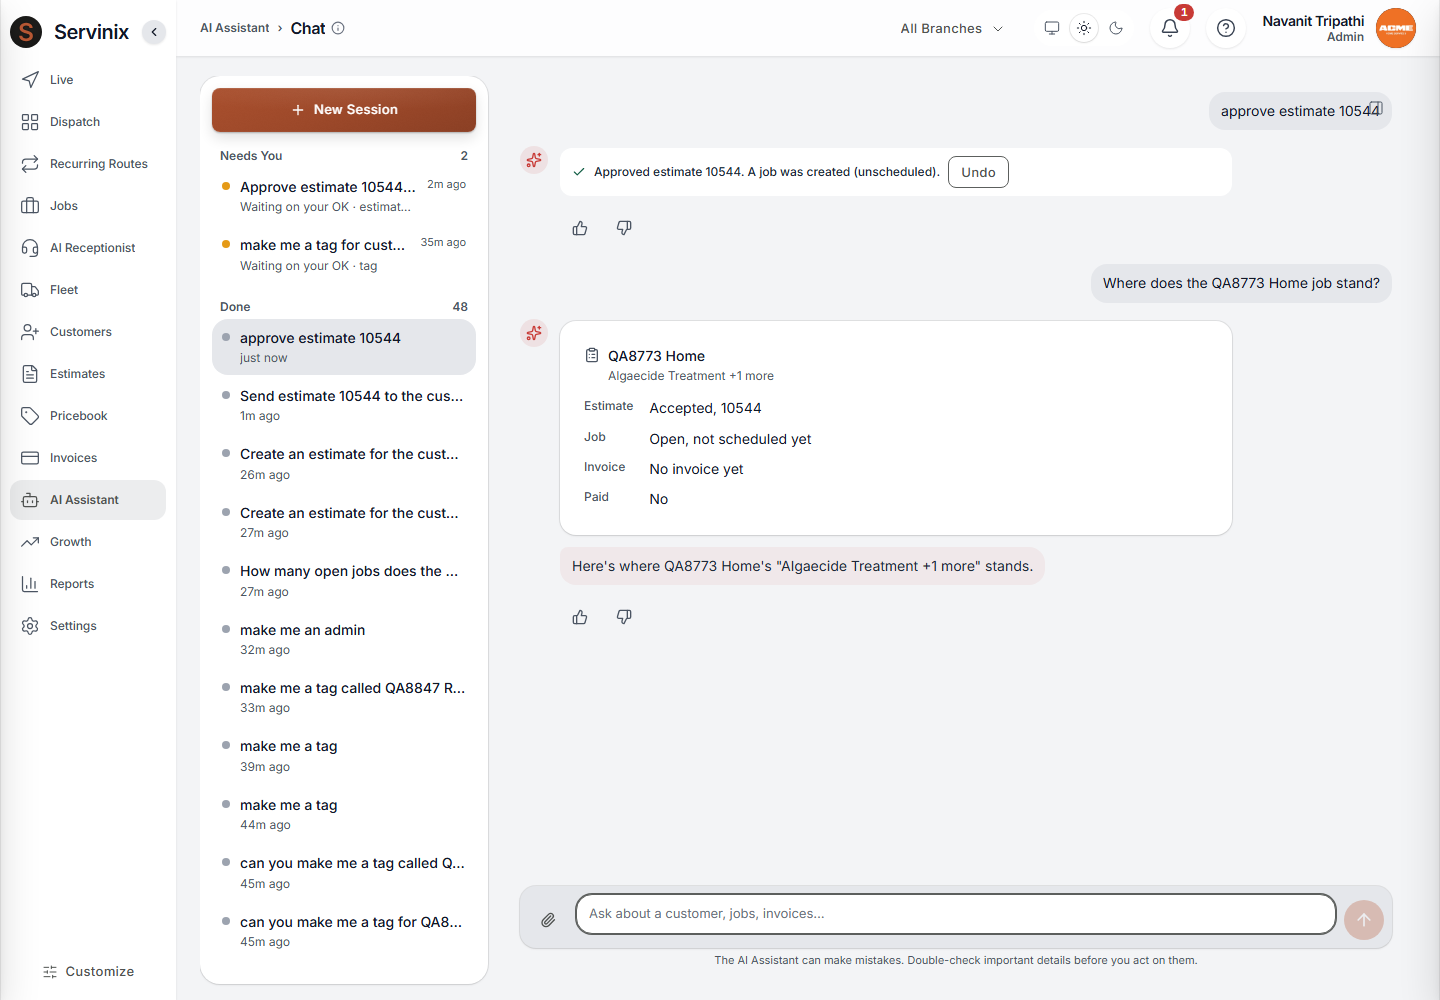 Servinix
Live
Dispatch
Recurring Routes
Jobs
AI Receptionist
Fleet
Customers
Estimates
Pricebook
Invoices
AI Assistant
Growth
Reports
Settings
Customize
AI Assistant › Chat
All Branches
1
Navanit Tripathi
Admin
ACME
+ New Session
Needs You 2
Approve estimate 10544... 2m ago
Waiting on your OK · estimat...
make me a tag for cust... 35m ago
Waiting on your OK · tag
Done 48
approve estimate 10544
just now
Send estimate 10544 to the cus...
1m ago
Create an estimate for the cust...
26m ago
Create an estimate for the cust...
27m ago
How many open jobs does the ...
27m ago
make me an admin
32m ago
make me a tag called QA8847 R...
33m ago
make me a tag
39m ago
make me a tag
44m ago
can you make me a tag called Q...
45m ago
can you make me a tag for QA8...
45m ago
approve estimate 10544
Approved estimate 10544. A job was created (unscheduled). Undo
Where does the QA8773 Home job stand?
QA8773 Home
Algaecide Treatment +1 more
Estimate Accepted, 10544
Job Open, not scheduled yet
Invoice No invoice yet
Paid No
Here's where QA8773 Home's "Algaecide Treatment +1 more" stands.
Ask about a customer, jobs, invoices...
The AI Assistant can make mistakes. Double-check important details before you act on them.